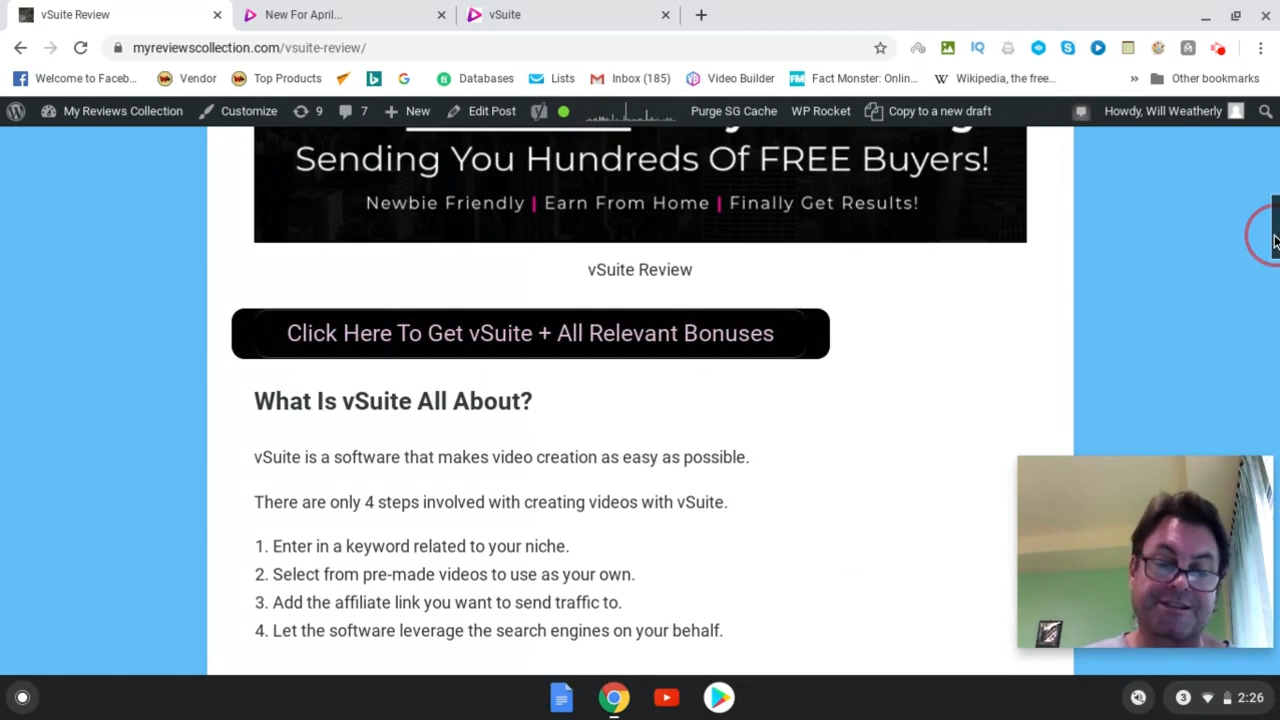 vSuite Review
New For April...
vSuite
myreviewscollection.com/vsuite-review/
IQ
Welcome to Faceb...
Vendor
Top Products
Databases
Lists
Inbox (185)
Video Builder
Fact Monster: Onlin...
Wikipedia, the free...
Other bookmarks
My Reviews Collection
Customize
9
7
New
Edit Post
Purge SG Cache
WP Rocket
Copy to a new draft
Howdy, Will Weatherly
Sending You Hundreds Of FREE Buyers!
Newbie Friendly | Earn From Home | Finally Get Results!
vSuite Review
Click Here To Get vSuite + All Relevant Bonuses
What Is vSuite All About?
vSuite is a software that makes video creation as easy as possible.
There are only 4 steps involved with creating videos with vSuite.
1. Enter in a keyword related to your niche.
2. Select from pre-made videos to use as your own.
3. Add the affiliate link you want to send traffic to.
4. Let the software leverage the search engines on your behalf.
3
2:26